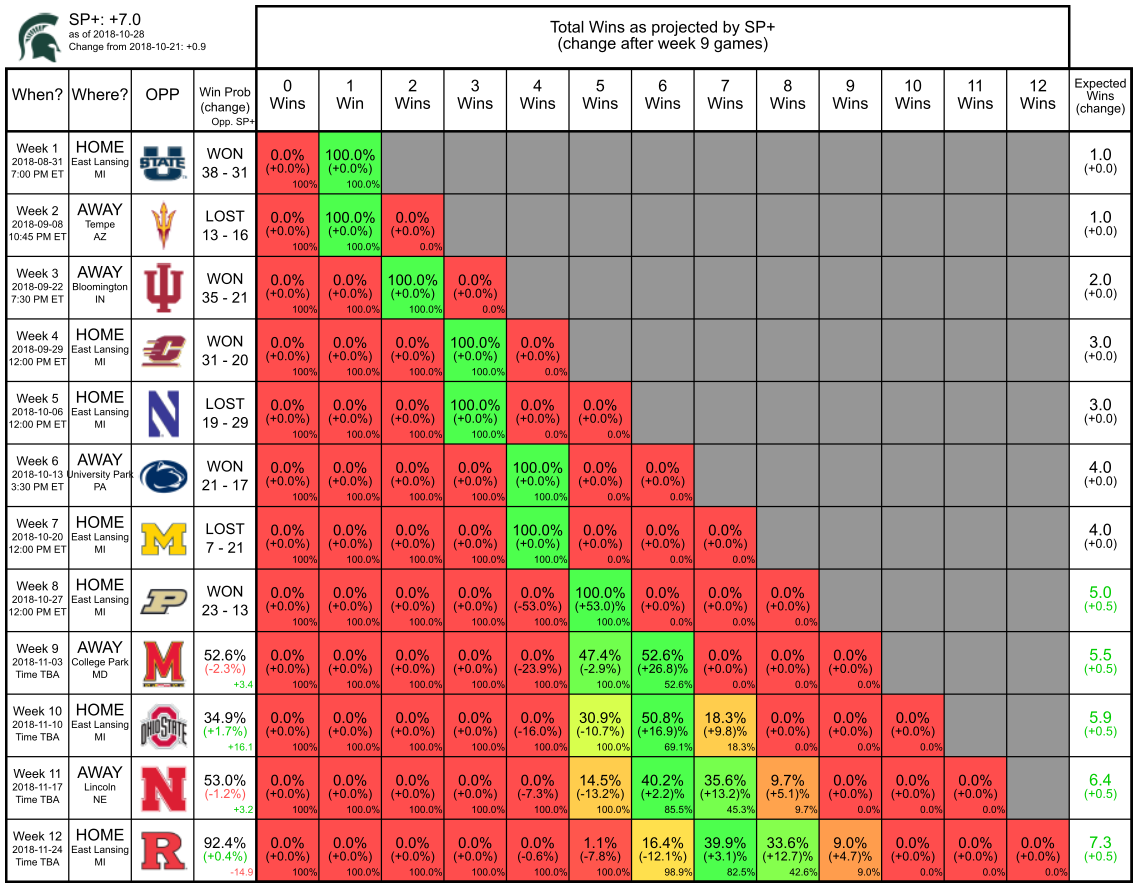 SP+: +7.0
as of 2018-10-28
Change from 2018-10-21: +0.9
Total Wins as projected by SP+
(change after week 9 games)
When? Where? OPP Win Prob (change) Opp. SP+ 0 Wins 1 Win 2 Wins 3 Wins 4 Wins 5 Wins 6 Wins 7 Wins 8 Wins 9 Wins 10 Wins 11 Wins 12 Wins Expected Wins (change)
Week 1 HOME STATE WON 0.0% 100.0% 1.0
2018-08-31 East Lansing (+0.0%) (+0.0%) (+0.0)
7:00 PM ET MI 38 - 31 100% 100.0%
Week 2 AWAY LOST 0.0% 100.0% 0.0% 1.0
2018-09-08 Tempe (+0.0%) (+0.0%) (+0.0%) (+0.0)
10:45 PM ET AZ 13 - 16 100% 100.0% 0.0%
Week 3 AWAY WON 0.0% 0.0% 100.0% 0.0% 2.0
2018-09-22 Bloomington (+0.0%) (+0.0%) (+0.0%) (+0.0%) (+0.0)
7:30 PM ET IN 35 - 21 100% 100.0% 100.0% 0.0%
Week 4 HOME C WON 0.0% 0.0% 0.0% 100.0% 0.0% 3.0
2018-09-29 East Lansing (+0.0%) (+0.0%) (+0.0%) (+0.0%) (+0.0%) (+0.0)
12:00 PM ET MI 31 - 20 100% 100.0% 100.0% 100.0% 0.0%
Week 5 HOME N LOST 0.0% 0.0% 0.0% 100.0% 0.0% 0.0% 3.0
2018-10-06 East Lansing (+0.0%) (+0.0%) (+0.0%) (+0.0%) (+0.0%) (+0.0%) (+0.0)
12:00 PM ET MI 19 - 29 100% 100.0% 100.0% 100.0% 0.0% 0.0%
Week 6 AWAY WON 0.0% 0.0% 0.0% 0.0% 100.0% 0.0% 0.0% 4.0
2018-10-13 University Park (+0.0%) (+0.0%) (+0.0%) (+0.0%) (+0.0%) (+0.0%) (+0.0%) (+0.0)
3:30 PM ET PA 21 - 17 100% 100.0% 100.0% 100.0% 100.0% 0.0% 0.0%
Week 7 HOME M LOST 0.0% 0.0% 0.0% 0.0% 100.0% 0.0% 0.0% 0.0% 4.0
2018-10-20 East Lansing (+0.0%) (+0.0%) (+0.0%) (+0.0%) (+0.0%) (+0.0%) (+0.0%) (+0.0%) (+0.0)
12:00 PM ET MI 7 - 21 100% 100.0% 100.0% 100.0% 100.0% 0.0% 0.0% 0.0%
Week 8 HOME P WON 0.0% 0.0% 0.0% 0.0% 0.0% 100.0% 0.0% 0.0% 0.0% 5.0
2018-10-27 East Lansing (+0.0%) (+0.0%) (+0.0%) (+0.0%) (-53.0%) (+53.0)% (+0.0%) (+0.0%) (+0.0%) (+0.5)
12:00 PM ET MI 23 - 13 100% 100.0% 100.0% 100.0% 100.0% 100.0% 0.0% 0.0% 0.0%
Week 9 AWAY M 52.6% 0.0% 0.0% 0.0% 0.0% 0.0% 47.4% 52.6% 0.0% 0.0% 0.0% 5.5
2018-11-03 College Park (-2.3%) (+0.0%) (+0.0%) (+0.0%) (+0.0%) (-23.9%) (-2.9%) (+26.8)% (+0.0%) (+0.0%) (+0.0%) (+0.5)
Time TBA MD +3.4 100% 100.0% 100.0% 100.0% 100.0% 100.0% 52.6% 0.0% 0.0% 0.0%
Week 10 HOME OHIO STATE 34.9% 0.0% 0.0% 0.0% 0.0% 0.0% 30.9% 50.8% 18.3% 0.0% 0.0% 0.0% 5.9
2018-11-10 East Lansing (+1.7%) (+0.0%) (+0.0%) (+0.0%) (+0.0%) (-16.0%) (-10.7%) (+16.9)% (+9.8)% (+0.0%) (+0.0%) (+0.0%) (+0.5)
Time TBA MI +16.1 100% 100.0% 100.0% 100.0% 100.0% 100.0% 69.1% 18.3% 0.0% 0.0% 0.0%
Week 11 AWAY N 53.0% 0.0% 0.0% 0.0% 0.0% 0.0% 14.5% 40.2% 35.6% 9.7% 0.0% 0.0% 0.0% 6.4
2018-11-17 Lincoln (-1.2%) (+0.0%) (+0.0%) (+0.0%) (+0.0%) (-7.3%) (-13.2%) (+2.2)% (+13.2)% (+5.1)% (+0.0%) (+0.0%) (+0.0%) (+0.5)
Time TBA NE +3.2 100% 100.0% 100.0% 100.0% 100.0% 100.0% 85.5% 45.3% 9.7% 0.0% 0.0% 0.0%
Week 12 HOME R 92.4% 0.0% 0.0% 0.0% 0.0% 0.0% 1.1% 16.4% 39.9% 33.6% 9.0% 0.0% 0.0% 0.0% 7.3
2018-11-24 East Lansing (+0.4%) (+0.0%) (+0.0%) (+0.0%) (+0.0%) (-0.6%) (-7.8%) (-12.1%) (+3.1)% (+12.7)% (+4.7)% (+0.0%) (+0.0%) (+0.0%) (+0.5)
Time TBA MI -14.9 100% 100.0% 100.0% 100.0% 100.0% 100.0% 98.9% 82.5% 42.6% 9.0% 0.0% 0.0% 0.0%